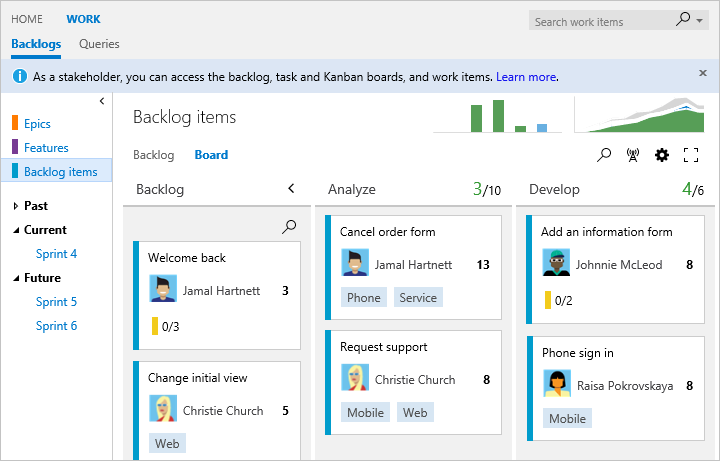 HOME WORK
Search work items
Backlogs Queries
As a stakeholder, you can access the backlog, task and Kanban boards, and work items. Learn more.
Epics
Features
Backlog items
Past
Current
Sprint 4
Future
Sprint 5
Sprint 6
Backlog items
Backlog Board
Backlog
Welcome back
Jamal Hartnett 3
0/3
Change initial view
Christie Church 5
Web
Analyze 3/10
Cancel order form
Jamal Hartnett 13
Phone Service
Request support
Christie Church 8
Mobile Web
Develop 4/6
Add an information form
Johnnie McLeod 8
0/2
Phone sign in
Raisa Pokrovskaya 8
Mobile